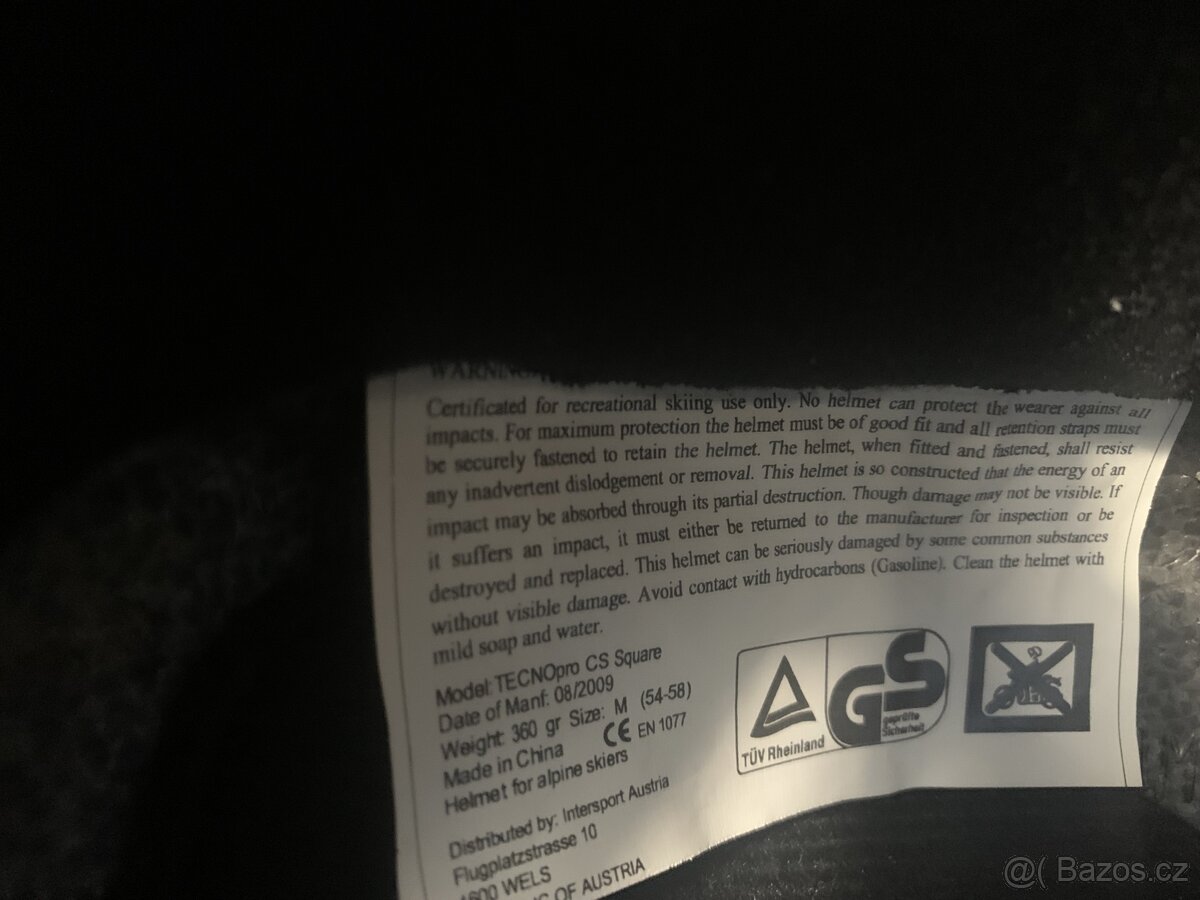 WARNING
Certificated for recreational skiing use only. No helmet can protect the wearer against all
impacts. For maximum protection the helmet must be of good fit and all retention straps must
be securely fastened to retain the helmet. The helmet, when fitted and fastened, shall resist
any inadvertent dislodgement or removal. This helmet is so constructed that the energy of an
impact may be absorbed through its partial destruction. Though damage may not be visible. If
it suffers an impact, it must either be returned to the manufacturer for inspection or be
destroyed and replaced. This helmet can be seriously damaged by some common substances
without visible damage. Avoid contact with hydrocarbons (Gasoline). Clean the helmet with
mild soap and water.
Model: TECNOpro CS Square
Date of Manf: 08/2009
Weight: 360 gr Size: M (54-58)
Made in China CE EN 1077
Helmet for alpine skiers
Distributed by: Intersport Austria
Flugplatzstrasse 10
WELS
OF AUSTRIA
TÜV Rheinland
GS
geprüfte
Sicherheit
@( Bazos.cz